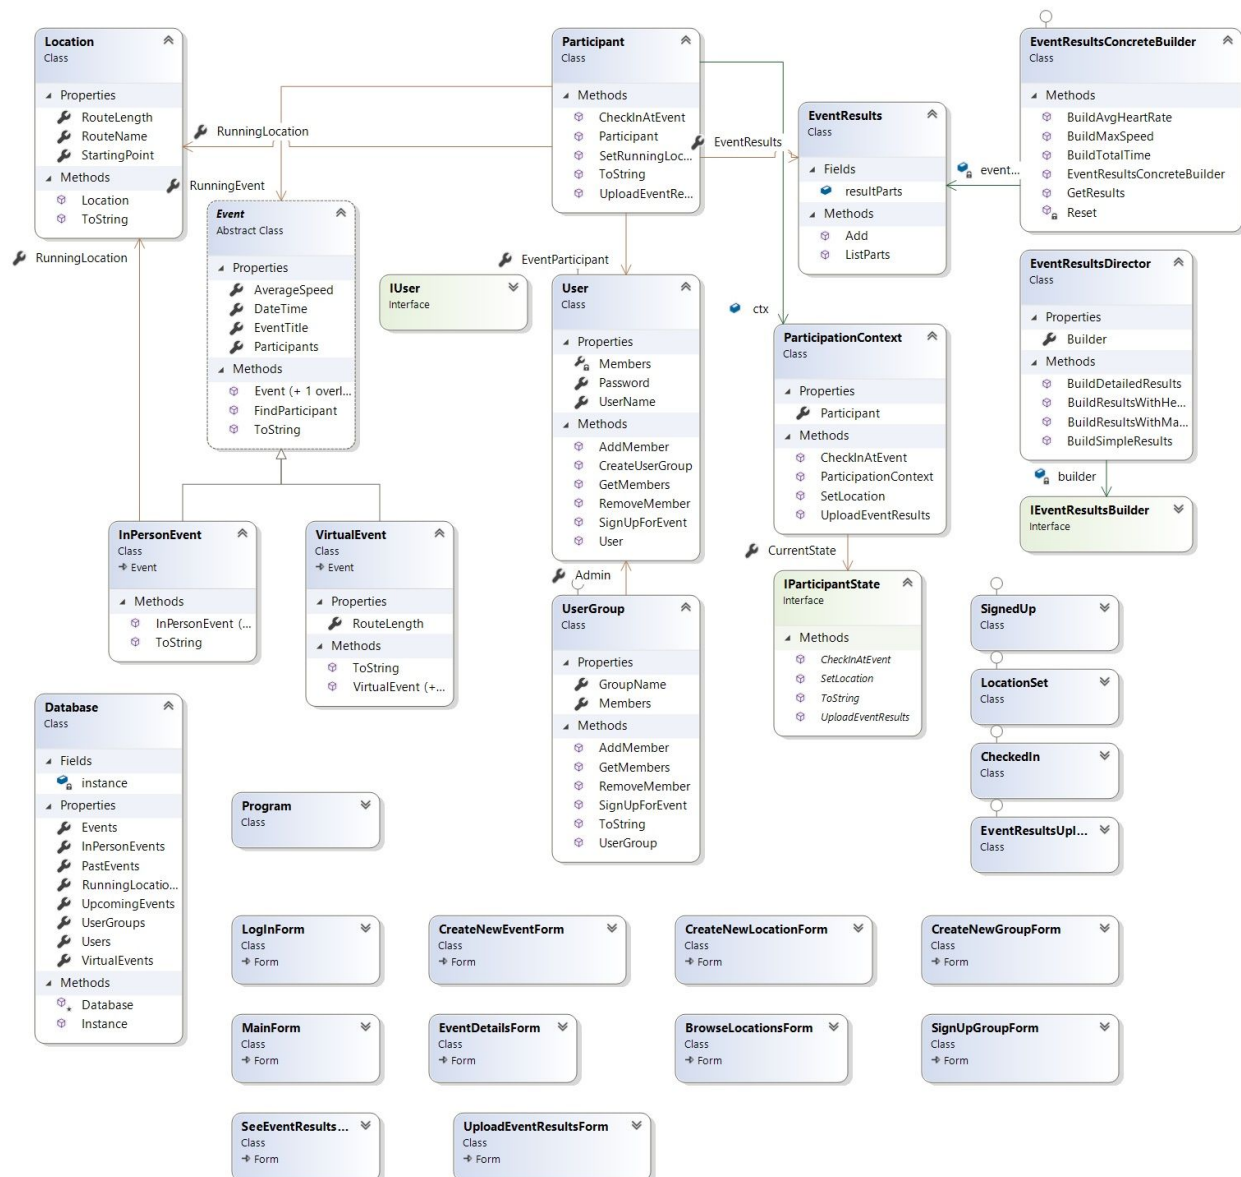 Location
Class
Properties
RouteLength
RouteName
StartingPoint
Methods
Location
ToString
RunningLocation
RunningEvent
RunningLocation
Event
Abstract Class
Properties
AverageSpeed
DateTime
EventTitle
Participants
Methods
Event (+ 1 overl...
FindParticipant
ToString
IUser
Interface
Participant
Class
Methods
CheckInAtEvent
Participant
SetRunningLoc...
ToString
UploadEventRe...
EventResults
EventParticipant
ctx
EventResults
Class
Fields
resultParts
Methods
Add
ListParts
event...
EventResultsConcreteBuilder
Class
Methods
BuildAvgHeartRate
BuildMaxSpeed
BuildTotalTime
EventResultsConcreteBuilder
GetResults
Reset
EventResultsDirector
Class
Properties
Builder
Methods
BuildDetailedResults
BuildResultsWithHe...
BuildResultsWithMa...
BuildSimpleResults
builder
IEventResultsBuilder
Interface
User
Class
Properties
Members
Password
UserName
Methods
AddMember
CreateUserGroup
GetMembers
RemoveMember
SignUpForEvent
User
Admin
ParticipationContext
Class
Properties
Participant
Methods
CheckInAtEvent
ParticipationContext
SetLocation
UploadEventResults
CurrentState
IParticipantState
Interface
Methods
CheckInAtEvent
SetLocation
ToString
UploadEventResults
InPersonEvent
Class
Event
Methods
InPersonEvent (...
ToString
VirtualEvent
Class
Event
Properties
RouteLength
Methods
ToString
VirtualEvent (+...
UserGroup
Class
Properties
GroupName
Members
Methods
AddMember
GetMembers
RemoveMember
SignUpForEvent
ToString
UserGroup
SignedUp
Class
LocationSet
Class
CheckedIn
Class
EventResultsUpl...
Class
Database
Class
Fields
instance
Properties
Events
InPersonEvents
PastEvents
RunningLocatio...
UpcomingEvents
UserGroups
Users
VirtualEvents
Methods
Database
Instance
Program
Class
LogInForm
Class
Form
CreateNewEventForm
Class
Form
CreateNewLocationForm
Class
Form
CreateNewGroupForm
Class
Form
MainForm
Class
Form
EventDetailsForm
Class
Form
BrowseLocationsForm
Class
Form
SignUpGroupForm
Class
Form
SeeEventResults...
Class
Form
UploadEventResultsForm
Class
Form